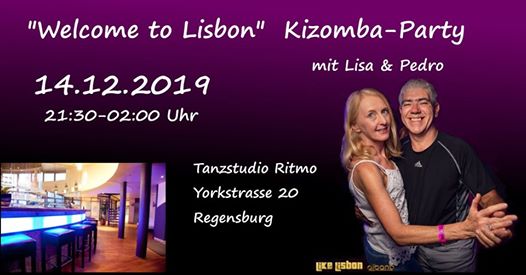 "Welcome to Lisbon" Kizomba-Party
mit Lisa & Pedro
14.12.2019
21:30-02:00 Uhr
Tanzstudio Ritmo
Yorkstrasse 20
Regensburg
Like Lisbon